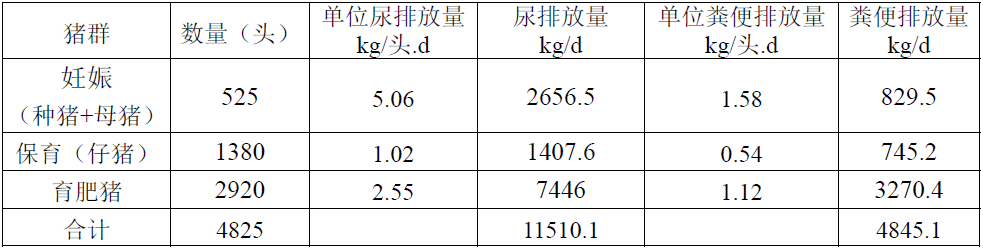 猪群 数量（头） 单位尿排放量 kg/头.d 尿排放量 kg/d 单位粪便排放量 kg/头.d 粪便排放量 kg/d
妊娠（种猪+母猪） 525 5.06 2656.5 1.58 829.5
保育（仔猪） 1380 1.02 1407.6 0.54 745.2
育肥猪 2920 2.55 7446 1.12 3270.4
合计 4825 11510.1 4845.1